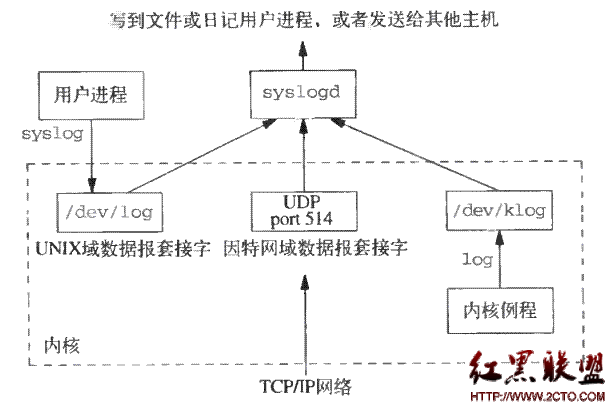 写到文件或日记用户进程，或者发送给其他主机
用户进程
syslogd
syslog
/dev/log
UDP
port 514
/dev/klog
UNIX域数据报套接字
因特网域数据报套接字
log
内核例程
内核
TCP/IP网络
红黑联盟
HTTP://WWW.2CTO.COM